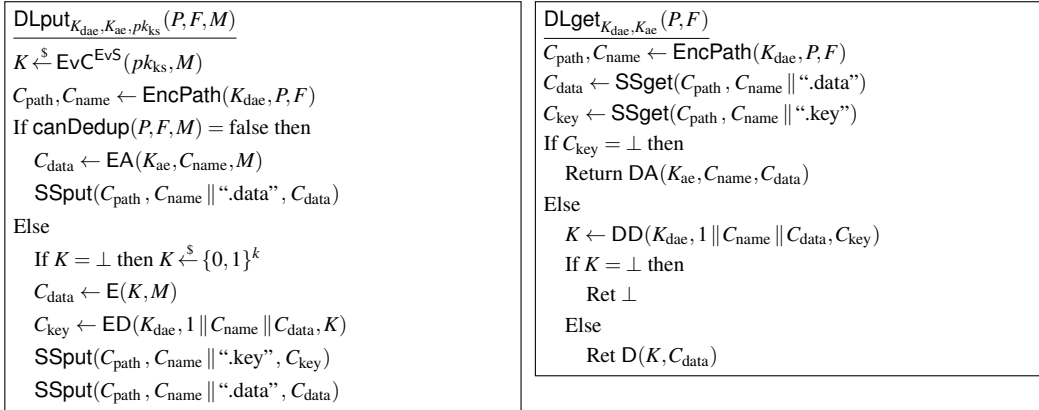 DLput_{K_dae, K_ae, pk_ks}(P, F, M)
K ←$ EvC^{EvS}(pk_ks, M)
C_path, C_name ← EncPath(K_dae, P, F)
If canDedup(P, F, M) = false then
C_data ← EA(K_ae, C_name, M)
SSput(C_path, C_name ∥ “.data”, C_data)
Else
If K = ⊥ then K ←$ {0, 1}^k
C_data ← E(K, M)
C_key ← ED(K_dae, 1 ∥ C_name ∥ C_data, K)
SSput(C_path, C_name ∥ “.key”, C_key)
SSput(C_path, C_name ∥ “.data”, C_data)
DLget_{K_dae, K_ae}(P, F)
C_path, C_name ← EncPath(K_dae, P, F)
C_data ← SSget(C_path, C_name ∥ “.data”)
C_key ← SSget(C_path, C_name ∥ “.key”)
If C_key = ⊥ then
Return DA(K_ae, C_name, C_data)
Else
K ← DD(K_dae, 1 ∥ C_name ∥ C_data, C_key)
If K = ⊥ then
Ret ⊥
Else
Ret D(K, C_data)